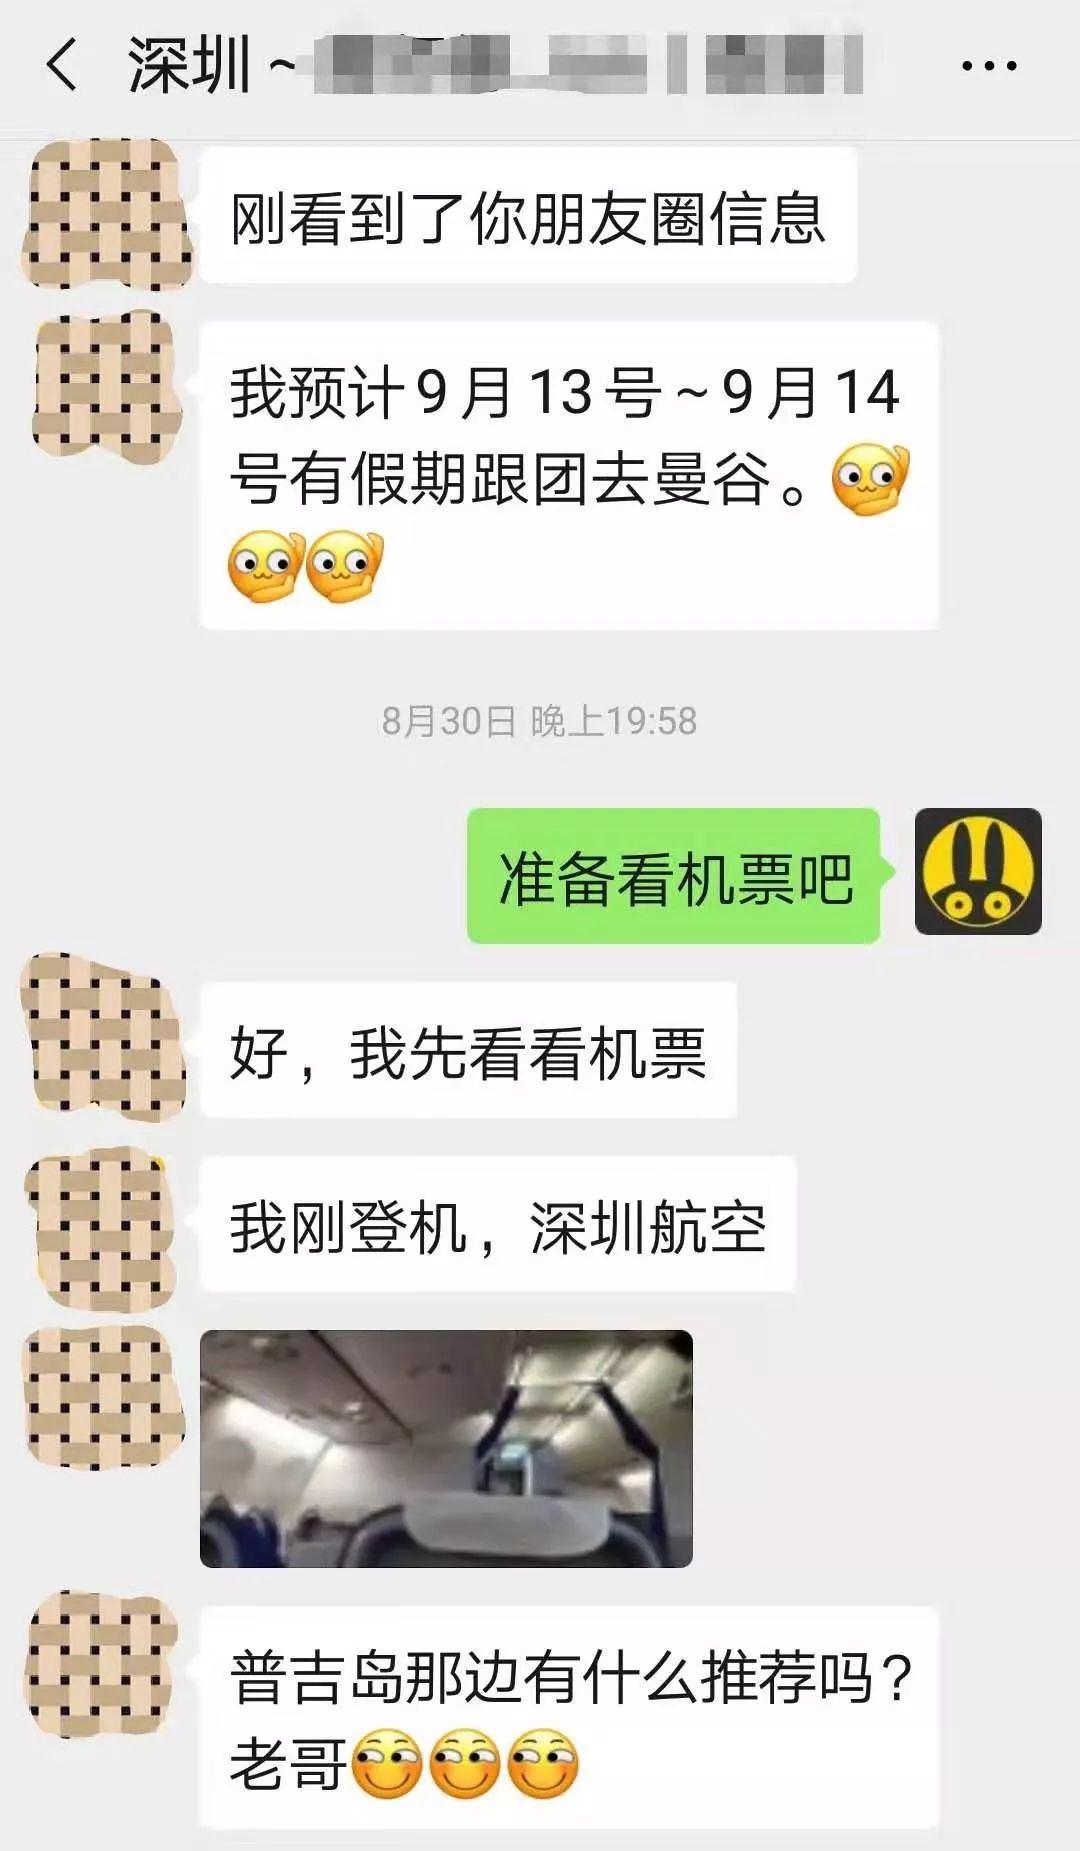 深圳~
刚看到了你朋友圈信息
我预计9月13号~9月14
号有假期跟团去曼谷。
8月30日 晚上19:58
准备看机票吧
好，我先看看机票
我刚登机，深圳航空
普吉岛那边有什么推荐吗？
老哥